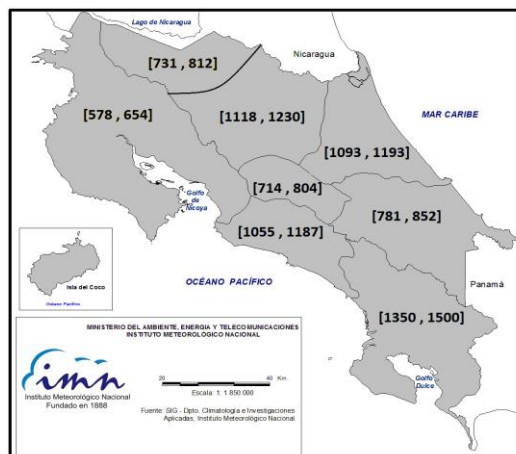 Lago de Nicaragua
Nicaragua
[731 , 812]
[578 , 654]
[1118 , 1230]
MAR CARIBE
[1093 , 1193]
Golfo
de
Nicoya
[714 , 804]
[781 , 852]
[1055 , 1187]
Isla del Coco
Océano Pacífico
OCÉANO PACÍFICO
Panamá
[1350 , 1500]
Golfo
Dulce
MINISTERIO DEL AMBIENTE, ENERGIA Y TELECOMUNICACIONES
INSTITUTO METEOROLÓGICO NACIONAL
imn
Instituto Meteorológico Nacional
Fundado en 1888
20
40 Km.
Escala: 1: 1 850 000
Fuente: SIG - Dpto. Climatología e Investigaciones
Aplicadas, Instituto Meteorológico Nacional.